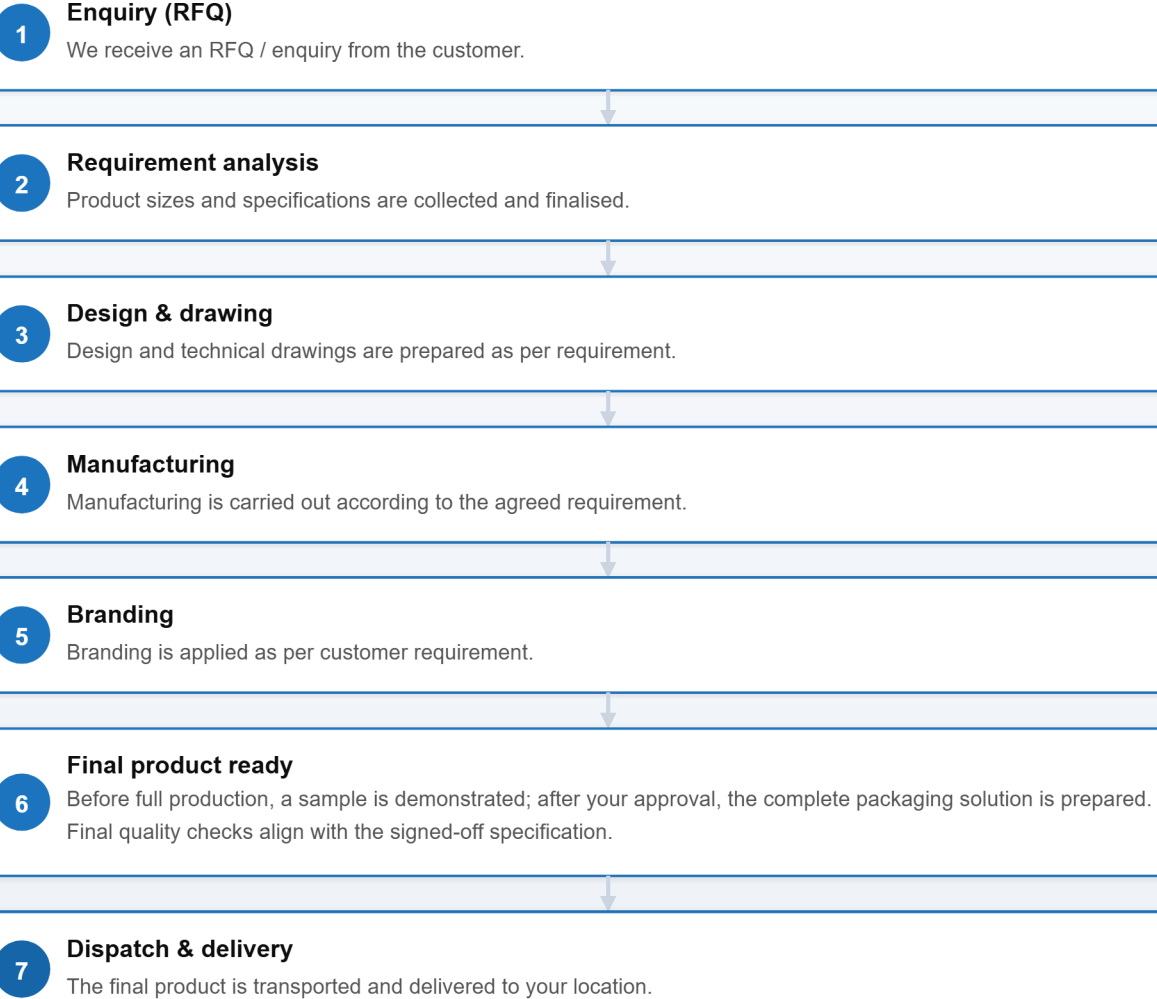 1
Enquiry (RFQ)
We receive an RFQ / enquiry from the customer.
2
Requirement analysis
Product sizes and specifications are collected and finalised.
3
Design & drawing
Design and technical drawings are prepared as per requirement.
4
Manufacturing
Manufacturing is carried out according to the agreed requirement.
5
Branding
Branding is applied as per customer requirement.
6
Final product ready
Before full production, a sample is demonstrated; after your approval, the complete packaging solution is prepared.
Final quality checks align with the signed-off specification.
7
Dispatch & delivery
The final product is transported and delivered to your location.